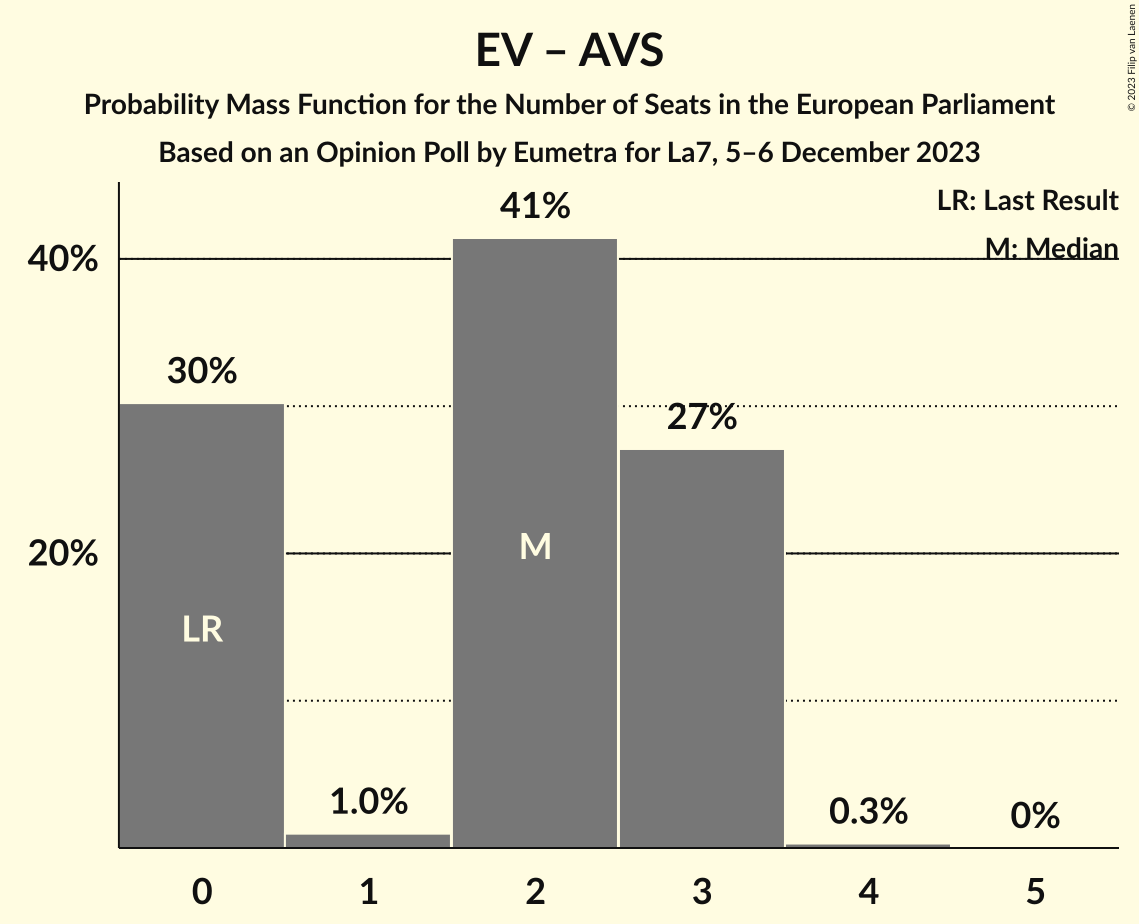 EV – AVS
Probability Mass Function for the Number of Seats in the European Parliament
Based on an Opinion Poll by Eumetra for La7, 5–6 December 2023
© 2023 Filip van Laenen
LR: Last Result
M: Median
40%
20%
30%
1.0%
41%
27%
0.3%
0%
LR
M
0 1 2 3 4 5